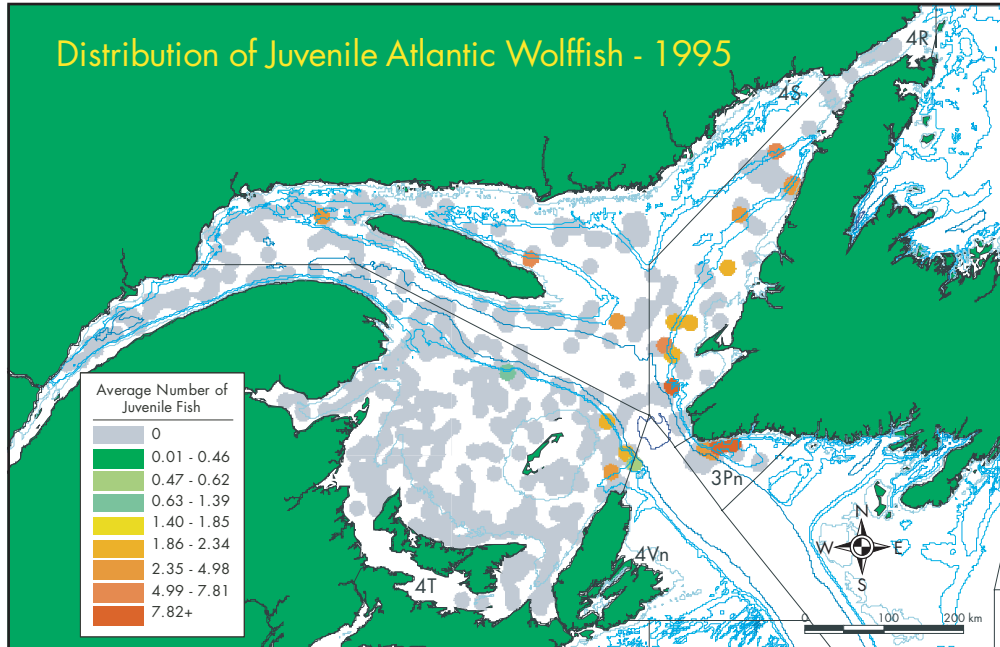 Distribution of Juvenile Atlantic Wolffish - 1995
4R
4S
Average Number of
Juvenile Fish
0
0.01 - 0.46
0.47 - 0.62
0.63 - 1.39
1.40 - 1.85
1.86 - 2.34
2.35 - 4.98
4.99 - 7.81
7.82+
3Pn
4Vn
4T
N
W E
S
0 100 200 km